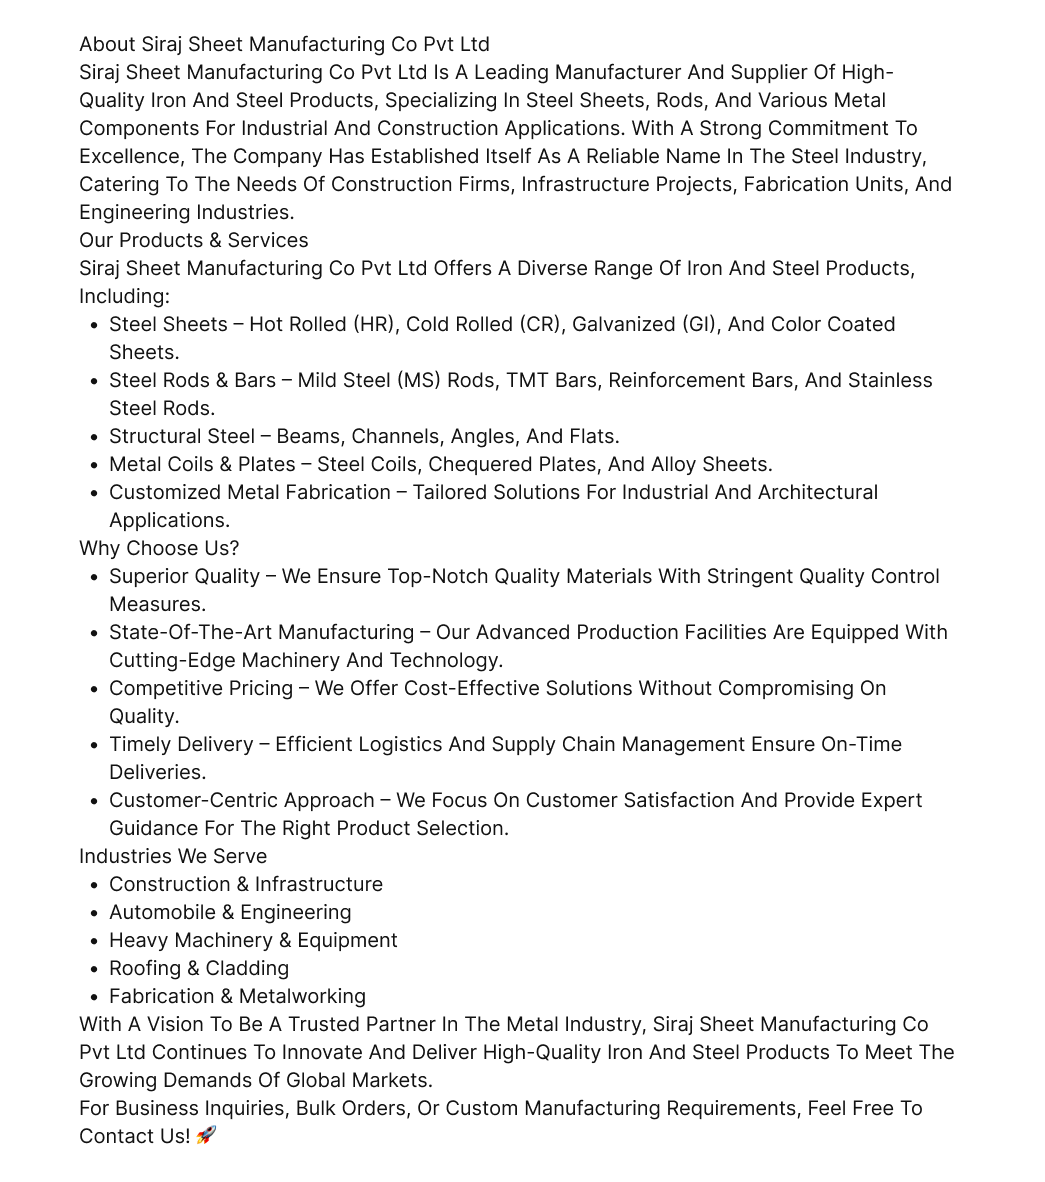 About Siraj Sheet Manufacturing Co Pvt Ltd
Siraj Sheet Manufacturing Co Pvt Ltd Is A Leading Manufacturer And Supplier Of High-
Quality Iron And Steel Products, Specializing In Steel Sheets, Rods, And Various Metal
Components For Industrial And Construction Applications. With A Strong Commitment To
Excellence, The Company Has Established Itself As A Reliable Name In The Steel Industry,
Catering To The Needs Of Construction Firms, Infrastructure Projects, Fabrication Units, And
Engineering Industries.
Our Products & Services
Siraj Sheet Manufacturing Co Pvt Ltd Offers A Diverse Range Of Iron And Steel Products,
Including:
• Steel Sheets – Hot Rolled (HR), Cold Rolled (CR), Galvanized (GI), And Color Coated
Sheets.
• Steel Rods & Bars – Mild Steel (MS) Rods, TMT Bars, Reinforcement Bars, And Stainless
Steel Rods.
• Structural Steel – Beams, Channels, Angles, And Flats.
• Metal Coils & Plates – Steel Coils, Chequered Plates, And Alloy Sheets.
• Customized Metal Fabrication – Tailored Solutions For Industrial And Architectural
Applications.
Why Choose Us?
• Superior Quality – We Ensure Top-Notch Quality Materials With Stringent Quality Control
Measures.
• State-Of-The-Art Manufacturing – Our Advanced Production Facilities Are Equipped With
Cutting-Edge Machinery And Technology.
• Competitive Pricing – We Offer Cost-Effective Solutions Without Compromising On
Quality.
• Timely Delivery – Efficient Logistics And Supply Chain Management Ensure On-Time
Deliveries.
• Customer-Centric Approach – We Focus On Customer Satisfaction And Provide Expert
Guidance For The Right Product Selection.
Industries We Serve
• Construction & Infrastructure
• Automobile & Engineering
• Heavy Machinery & Equipment
• Roofing & Cladding
• Fabrication & Metalworking
With A Vision To Be A Trusted Partner In The Metal Industry, Siraj Sheet Manufacturing Co
Pvt Ltd Continues To Innovate And Deliver High-Quality Iron And Steel Products To Meet The
Growing Demands Of Global Markets.
For Business Inquiries, Bulk Orders, Or Custom Manufacturing Requirements, Feel Free To
Contact Us! 🚀